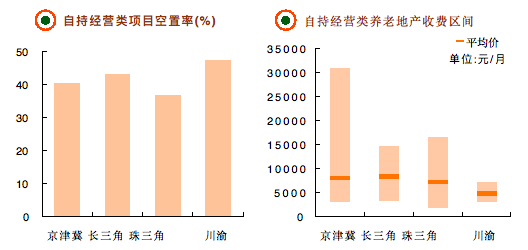 自持经营类项目空置率(%)
50
40
30
20
10
0
京津冀 长三角 珠三角 川渝
自持经营类养老地产收费区间
平均价
单位:元/月
35000
30000
25000
20000
15000
10000
5000
0
京津冀 长三角 珠三角 川渝